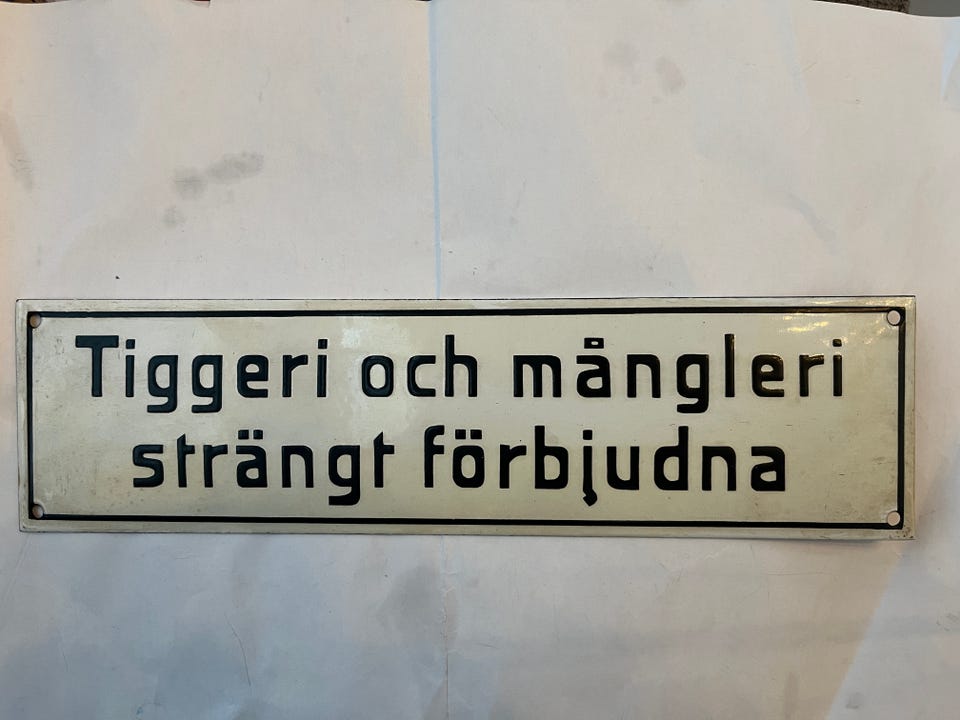 Tiggeri och mångleri
strängt förbjudna